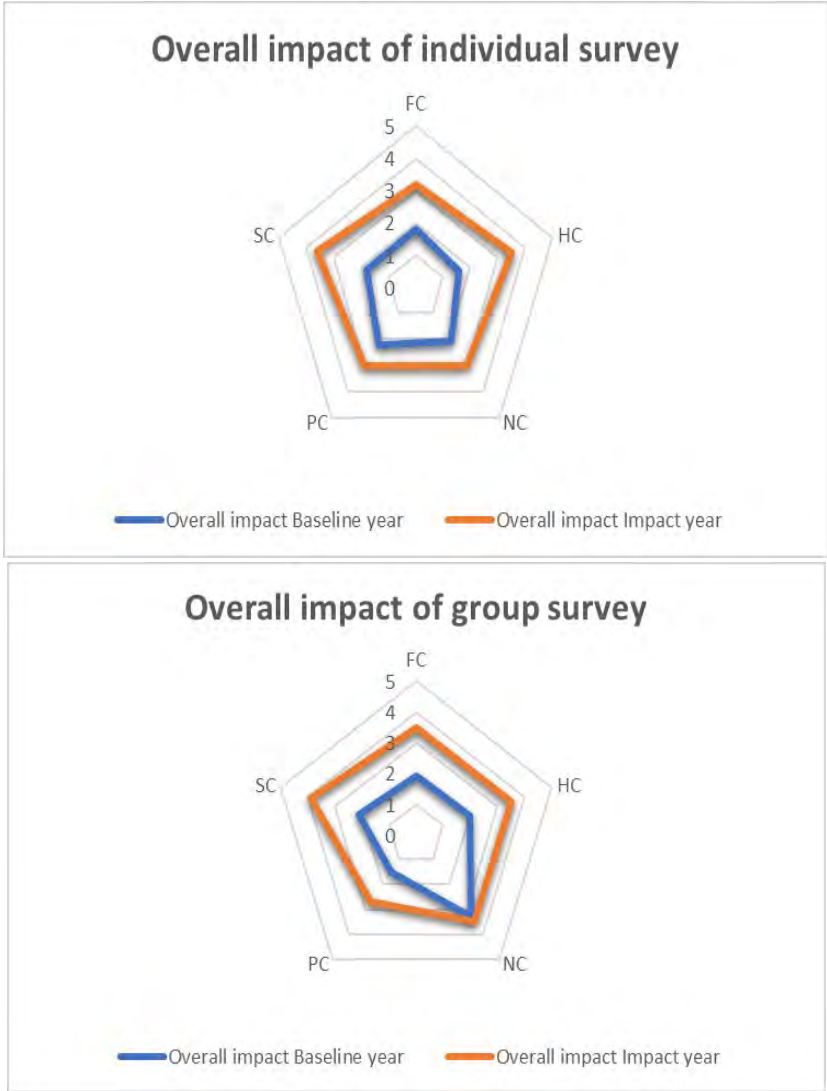 Overall impact of individual survey
FC
5
4
3
2
1
0
SC
HC
PC
NC
Overall impact Baseline year
Overall impact Impact year
Overall impact of group survey
FC
5
4
3
2
1
0
SC
HC
PC
NC
Overall impact Baseline year
Overall impact Impact year